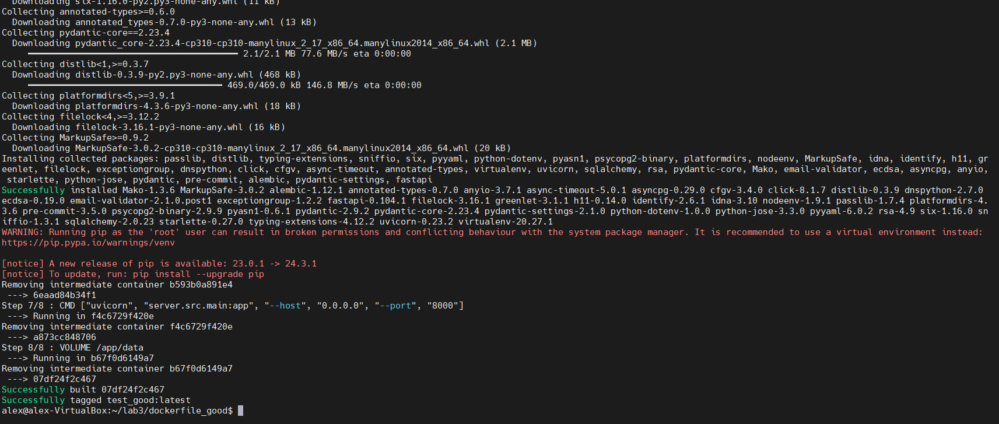 Downloading six-1.16.0-py2.py3-none-any.whl (11 kB)
Collecting annotated-types>=0.6.0
  Downloading annotated_types-0.7.0-py3-none-any.whl (13 kB)
Collecting pydantic-core==2.23.4
  Downloading pydantic_core-2.23.4-cp310-cp310-manylinux_2_17_x86_64.manylinux2014_x86_64.whl (2.1 MB)
2.1/2.1 MB 77.6 MB/s eta 0:00:00
Collecting distlib<1,>=0.3.7
  Downloading distlib-0.3.9-py2.py3-none-any.whl (468 kB)
469.0/469.0 kB 146.8 MB/s eta 0:00:00
Collecting platformdirs<5,>=3.9.1
  Downloading platformdirs-4.3.6-py3-none-any.whl (18 kB)
Collecting filelock<4,>=3.12.2
  Downloading filelock-3.16.1-py3-none-any.whl (16 kB)
Collecting MarkupSafe>=0.9.2
  Downloading MarkupSafe-3.0.2-cp310-cp310-manylinux_2_17_x86_64.manylinux2014_x86_64.whl (20 kB)
Installing collected packages: passlib, distlib, typing-extensions, sniffio, six, pyyaml, python-dotenv, pyasn1, psycopg2-binary, platformdirs, nodeenv, MarkupSafe, idna, identify, h11, gr
eenlet, filelock, exceptiongroup, dnspython, click, cfgv, async-timeout, annotated-types, virtualenv, uvicorn, sqlalchemy, rsa, pydantic-core, Mako, email-validator, ecdsa, asyncpg, anyio,
 starlette, python-jose, pydantic, pre-commit, alembic, pydantic-settings, fastapi
Successfully installed Mako-1.3.6 MarkupSafe-3.0.2 alembic-1.12.1 annotated-types-0.7.0 anyio-3.7.1 async-timeout-5.0.1 asyncpg-0.29.0 cfgv-3.4.0 click-8.1.7 distlib-0.3.9 dnspython-2.7.0
ecdsa-0.19.0 email-validator-2.1.0.post1 exceptiongroup-1.2.2 fastapi-0.104.1 filelock-3.16.1 greenlet-3.1.1 h11-0.14.0 identify-2.6.1 idna-3.10 nodeenv-1.9.1 passlib-1.7.4 platformdirs-4.
3.6 pre-commit-3.5.0 psycopg2-binary-2.9.9 pyasn1-0.6.1 pydantic-2.9.2 pydantic-core-2.23.4 pydantic-settings-2.1.0 python-dotenv-1.0.0 python-jose-3.3.0 pyyaml-6.0.2 rsa-4.9 six-1.16.0 sn
iffio-1.3.1 sqlalchemy-2.0.23 starlette-0.27.0 typing-extensions-4.12.2 uvicorn-0.23.2 virtualenv-20.27.1
WARNING: Running pip as the 'root' user can result in broken permissions and conflicting behaviour with the system package manager. It is recommended to use a virtual environment instead:
https://pip.pypa.io/warnings/venv
[notice] A new release of pip is available: 23.0.1 -> 24.3.1
[notice] To update, run: pip install --upgrade pip
Removing intermediate container b593b0a891e4
 ---> 6eaad84b34f1
Step 7/8 : CMD ["uvicorn", "server.src.main:app", "--host", "0.0.0.0", "--port", "8000"]
 ---> Running in f4c6729f420e
Removing intermediate container f4c6729f420e
 ---> a873cc848706
Step 8/8 : VOLUME /app/data
 ---> Running in b67f0d6149a7
Removing intermediate container b67f0d6149a7
 ---> 07df24f2c467
Successfully built 07df24f2c467
Successfully tagged test_good:latest
alex@alex-VirtualBox:~/lab3/dockerfile_good$